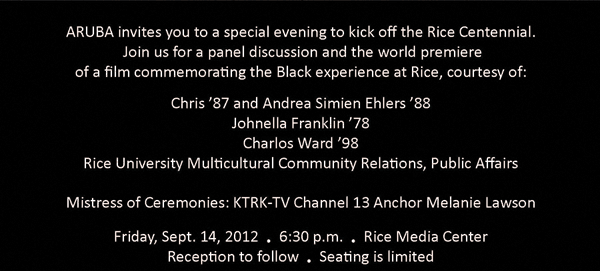 ARUBA invites you to a special evening to kick off the Rice Centennial.
Join us for a panel discussion and the world premiere
of a film commemorating the Black experience at Rice, courtesy of:
Chris ’87 and Andrea Simien Ehlers ’88
Johnella Franklin ’78
Charlos Ward ’98
Rice University Multicultural Community Relations, Public Affairs
Mistress of Ceremonies: KTRK-TV Channel 13 Anchor Melanie Lawson
Friday, Sept. 14, 2012 • 6:30 p.m. • Rice Media Center
Reception to follow • Seating is limited